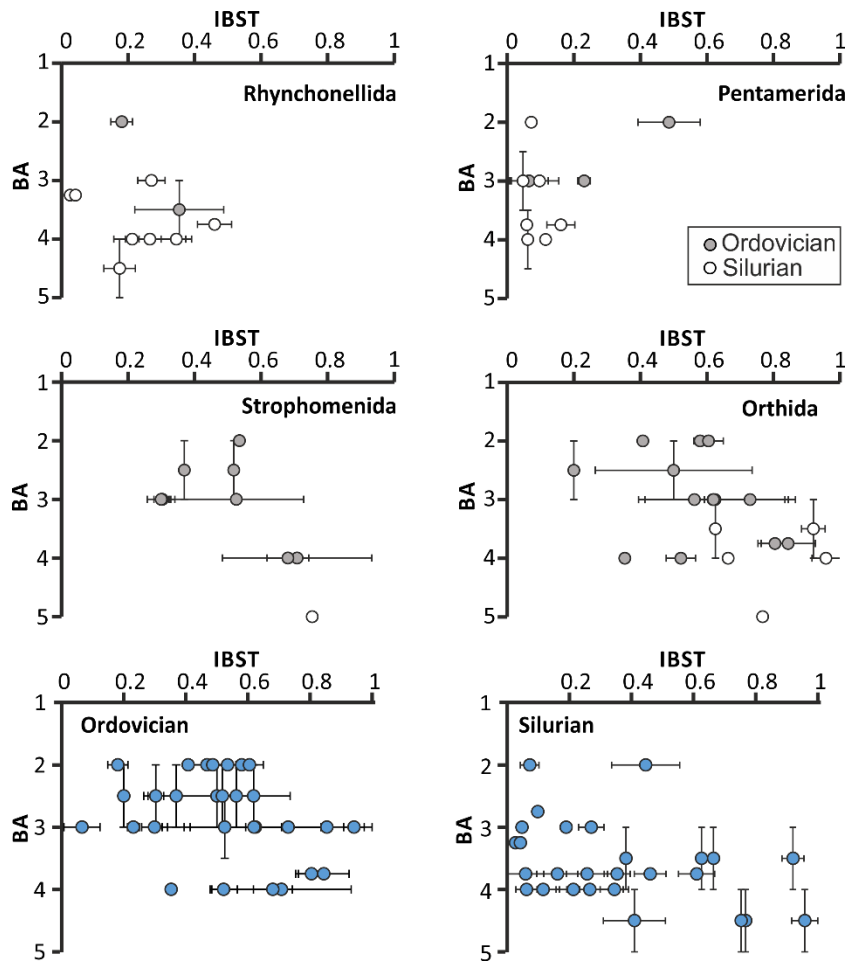 IBST IBST
0 0.2 0.4 0.6 0.8 1 0 0.2 0.4 0.6 0.8 1
1 1
Rhynchonellida Pentamerida
2 2
BA 3 BA 3
Ordovician
4 4
Silurian
5 5
IBST IBST
0 0.2 0.4 0.6 0.8 1 0 0.2 0.4 0.6 0.8 1
1 1
Strophomenida Orthida
2 2
BA 3 BA 3
4 4
5 5
IBST IBST
0 0.2 0.4 0.6 0.8 1 0.2 0.4 0.6 0.8 1
1 1
Ordovician Silurian
2 2
BA 3 BA 3
4 4
5 5